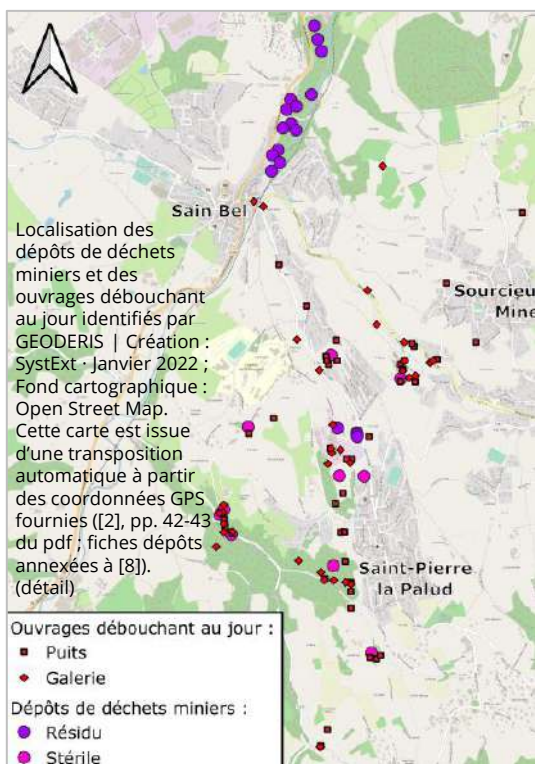 Sain Bel
Localisation des
dépôts de déchets
miniers et des
ouvrages débouchant
au jour identifiés par
GEODERIS | Création :
SystExt · Janvier 2022 ;
Fond cartographique :
Open Street Map.
Cette carte est issue
d'une transposition
automatique à partir
des coordonnées GPS
fournies ([2], pp. 42-43
du pdf ; fiches dépôts
annexées à [8]).
(détail)
Sourcieu
Mine
Saint-Pierre
la Palud
Ouvrages débouchant au jour :
Puits
Galerie
Dépôts de déchets miniers :
Résidu
Stérile